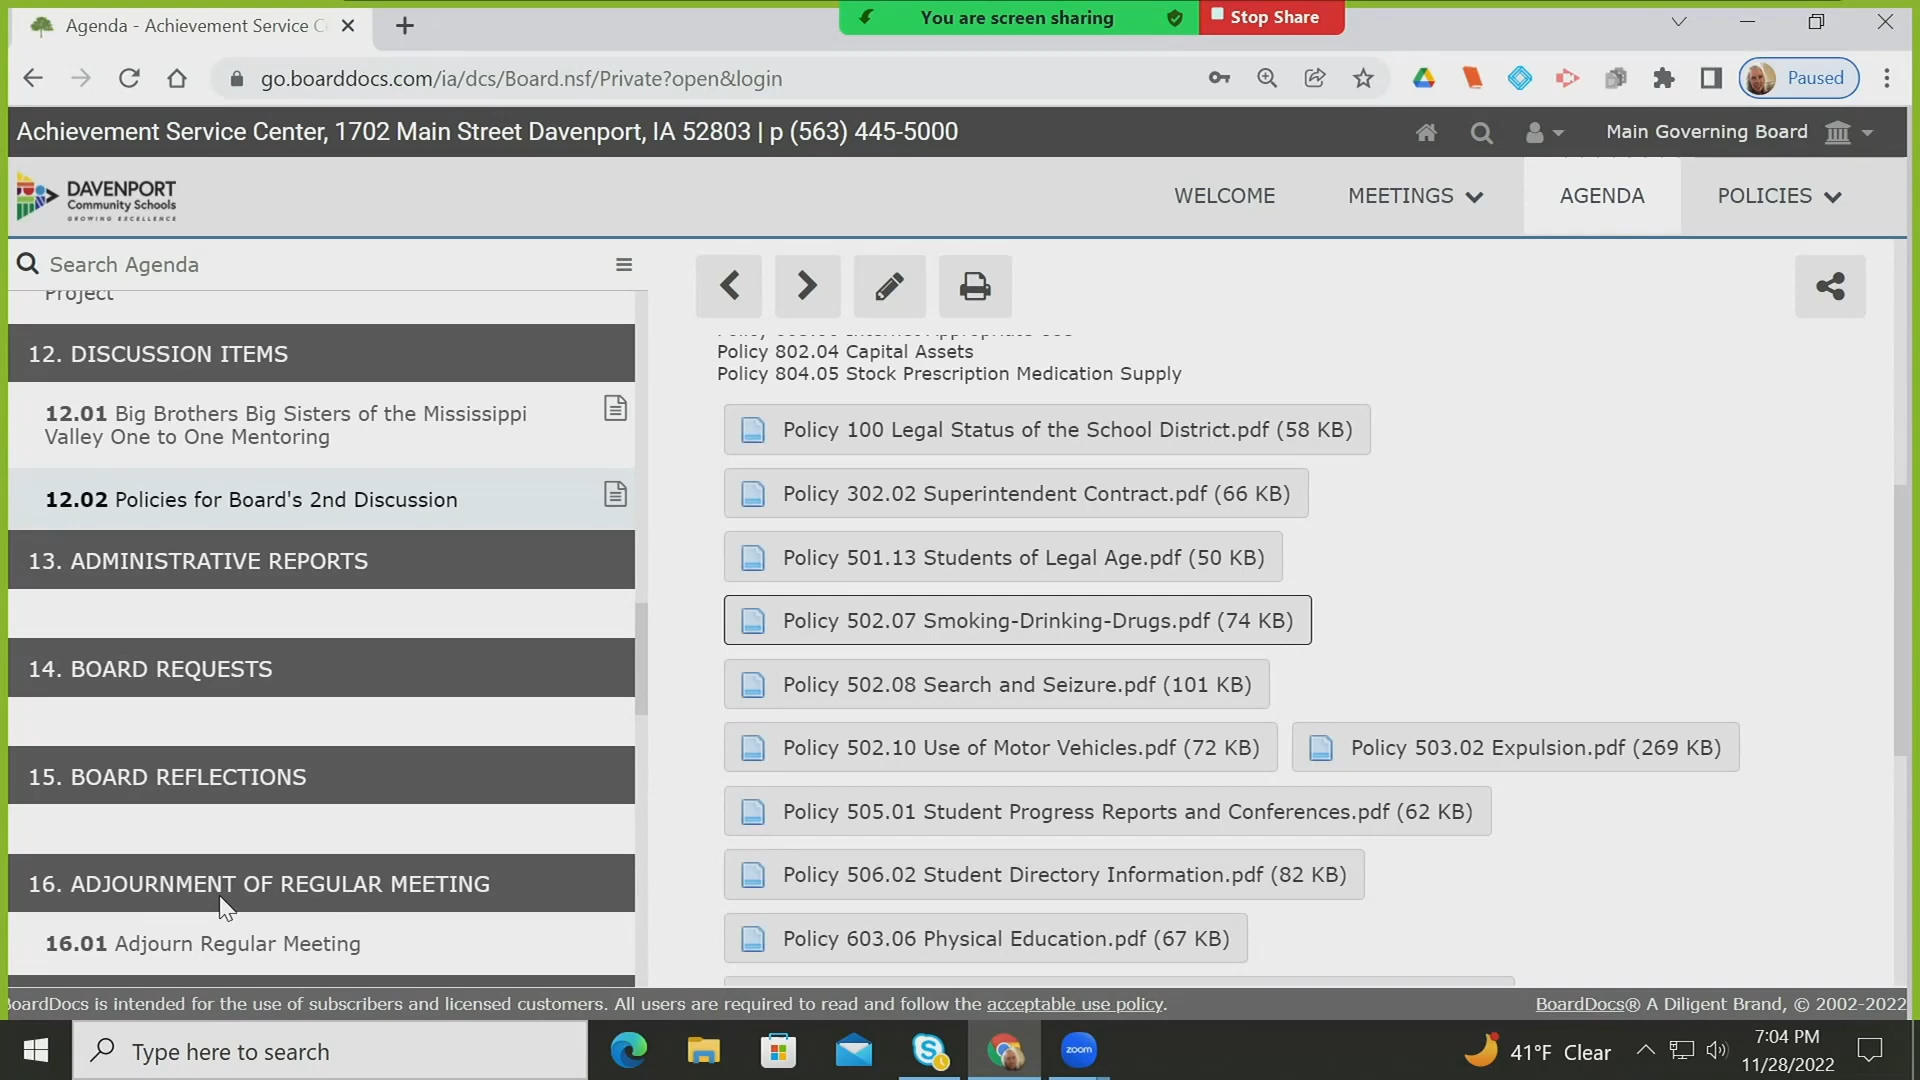 Agenda - Achievement Service C
You are screen sharing
Stop Share
go.boarddocs.com/ia/dcs/Board.nsf/Private?open&login
Paused
Achievement Service Center, 1702 Main Street Davenport, IA 52803 | p (563) 445-5000
Main Governing Board
DAVENPORT
Community Schools
GROWING EXCELLENCE
WELCOME
MEETINGS
AGENDA
POLICIES
Search Agenda
Project
12. DISCUSSION ITEMS
12.01 Big Brothers Big Sisters of the Mississippi
Valley One to One Mentoring
12.02 Policies for Board's 2nd Discussion
13. ADMINISTRATIVE REPORTS
14. BOARD REQUESTS
15. BOARD REFLECTIONS
16. ADJOURNMENT OF REGULAR MEETING
16.01 Adjourn Regular Meeting
Internet Appropriate Use
Policy 802.04 Capital Assets
Policy 804.05 Stock Prescription Medication Supply
Policy 100 Legal Status of the School District.pdf (58 KB)
Policy 302.02 Superintendent Contract.pdf (66 KB)
Policy 501.13 Students of Legal Age.pdf (50 KB)
Policy 502.07 Smoking-Drinking-Drugs.pdf (74 KB)
Policy 502.08 Search and Seizure.pdf (101 KB)
Policy 502.10 Use of Motor Vehicles.pdf (72 KB)
Policy 503.02 Expulsion.pdf (269 KB)
Policy 505.01 Student Progress Reports and Conferences.pdf (62 KB)
Policy 506.02 Student Directory Information.pdf (82 KB)
Policy 603.06 Physical Education.pdf (67 KB)
BoardDocs is intended for the use of subscribers and licensed customers. All users are required to read and follow the acceptable use policy.
BoardDocs® A Diligent Brand, © 2002-2022
Type here to search
zoom
41°F Clear
7:04 PM
11/28/2022